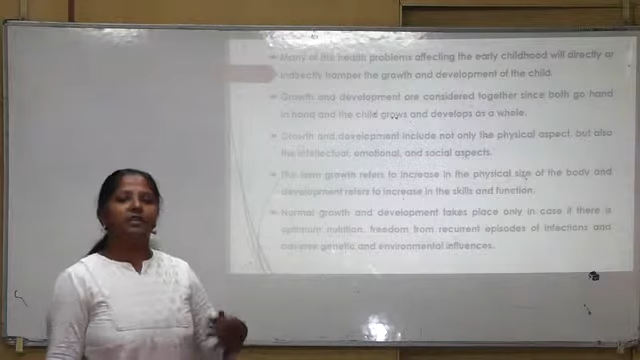 Many of the health problems affecting the early childhood will directly or
indirectly hamper the growth and development of the child.
Growth and development are considered together since both go hand
in hand and the child grows and develops as a whole.
Growth and development include not only the physical aspect, but also
the intellectual, emotional, and social aspects.
The term growth refers to increase in the physical size of the body and
development refers to increase in the skills and function.
Normal growth and development takes place only in case if there is
optimum nutrition, freedom from recurrent episodes of infections and
adverse genetic and environmental influences.